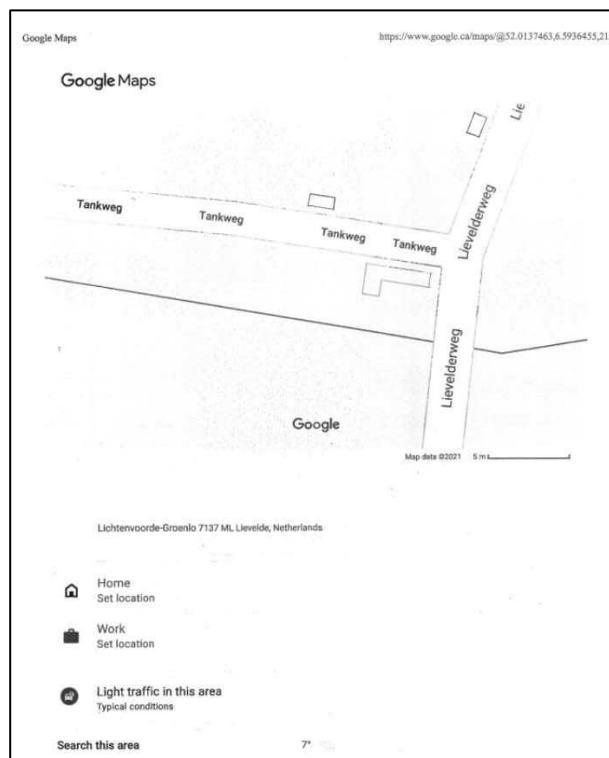 Google Maps
https://www.google.ca/maps/@52.0137463,6.5936455,21
Google Maps
Lie
Lievelderweg
Tankweg
Tankweg
Tankweg
Tankweg
Lievelderweg
Google
Map data ©2021 5 m
Lichtenvoorde-Groenlo 7137 ML Lievelde, Netherlands
Home
Set location
Work
Set location
Light traffic in this area
Typical conditions
Search this area 7°